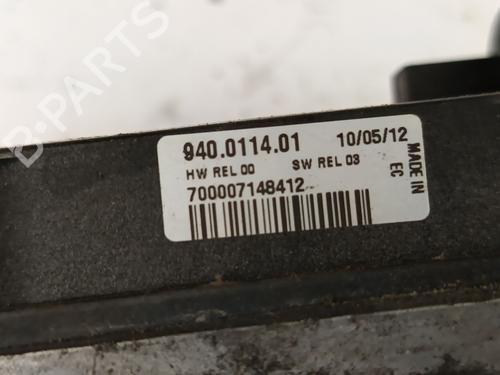 940.0114.01 10/05/12
HW REL 00 SW REL 03
700007148412
MADE IN
EC
B-PARTS